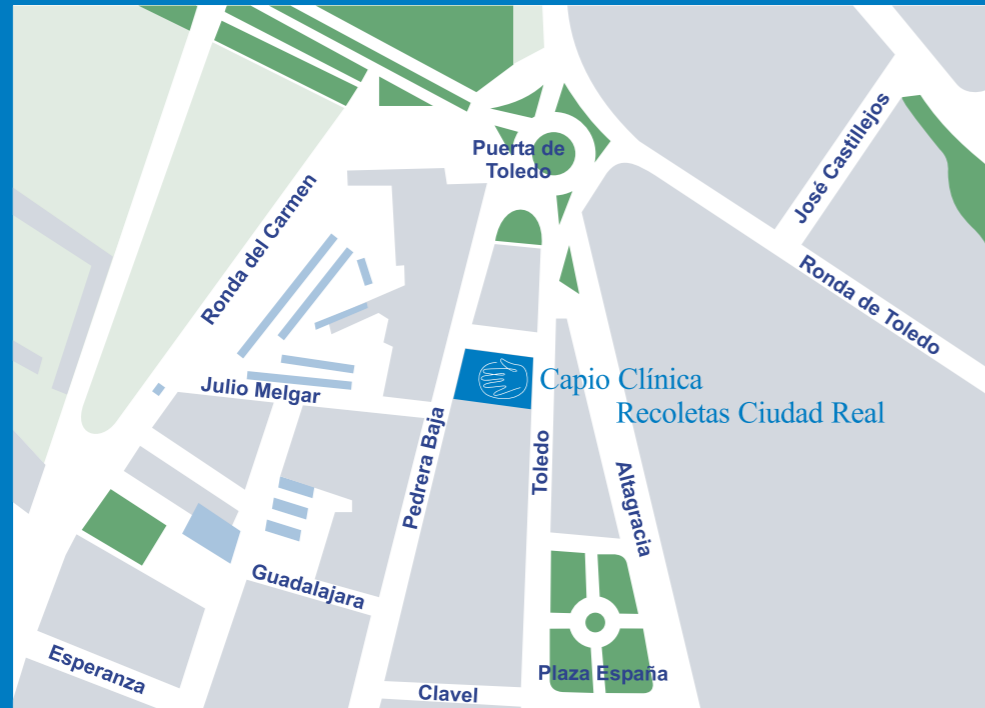 Puerta de
Toledo
José Castillejos
Ronda del Carmen
Ronda de Toledo
Capio Clínica
Recoletas Ciudad Real
Julio Melgar
Pedrera Baja
Toledo
Altagracia
Guadalajara
Esperanza
Plaza España
Clavel